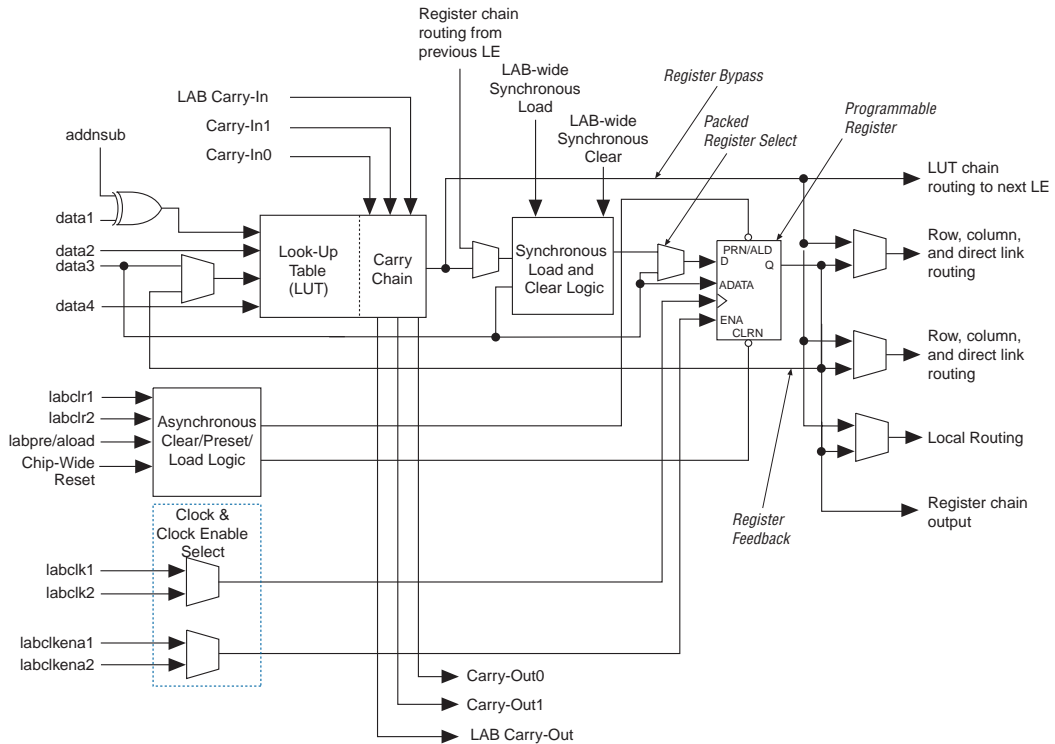 Register chain
routing from
previous LE
LAB-wide
Synchronous
Load
LAB-wide
Synchronous
Clear
Register Bypass
Packed
Register Select
Programmable
Register
LAB Carry-In
Carry-In1
Carry-In0
addnsub
data1
data2
data3
data4
Look-Up
Table
(LUT)
Carry
Chain
Synchronous
Load and
Clear Logic
PRN/ALD
D
Q
ADATA
ENA
CLRN
LUT chain
routing to next LE
Row, column,
and direct link
routing
Row, column,
and direct link
routing
Local Routing
Register chain
output
Register
Feedback
labclr1
labclr2
labpre/aload
Chip-Wide
Reset
Asynchronous
Clear/Preset/
Load Logic
Clock &
Clock Enable
Select
labclk1
labclk2
labclkena1
labclkena2
Carry-Out0
Carry-Out1
LAB Carry-Out